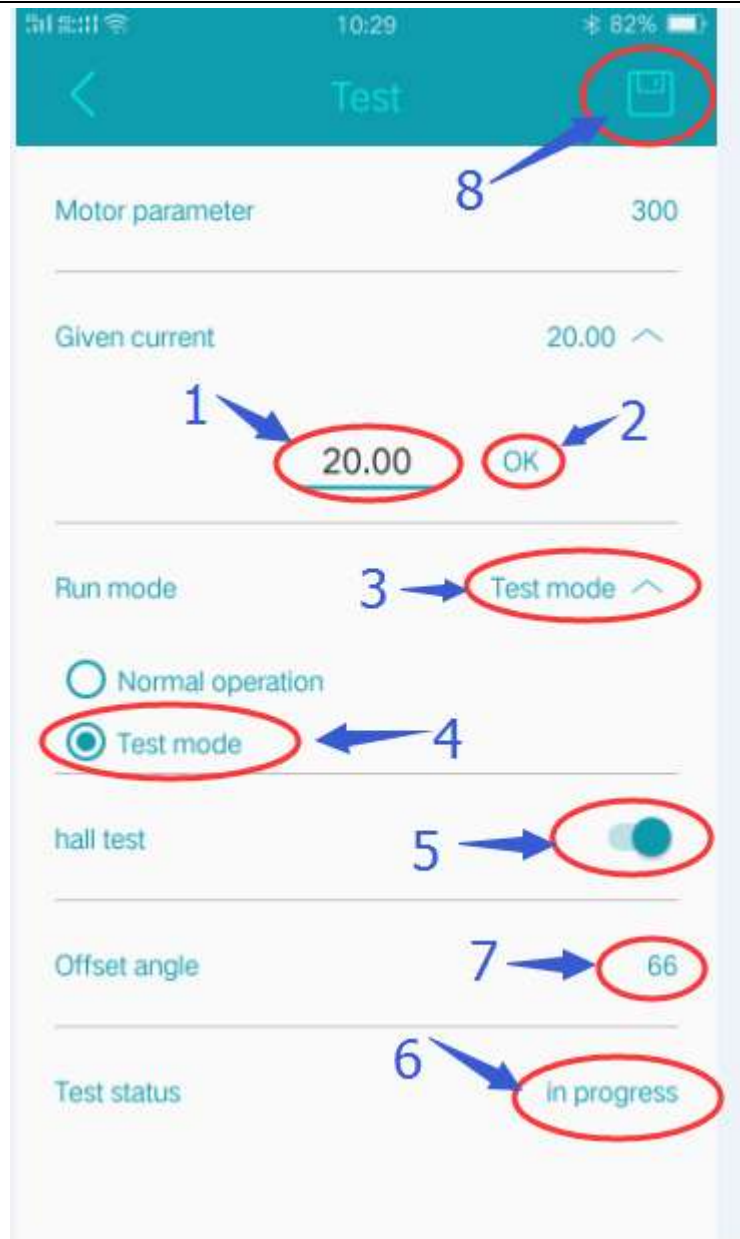 10:29 82%
Test
8
Motor parameter 300
Given current 20.00
1 2
20.00 OK
Run mode 3 Test mode
Normal operation
Test mode 4
hall test 5
Offset angle 7 66
6
Test status in progress